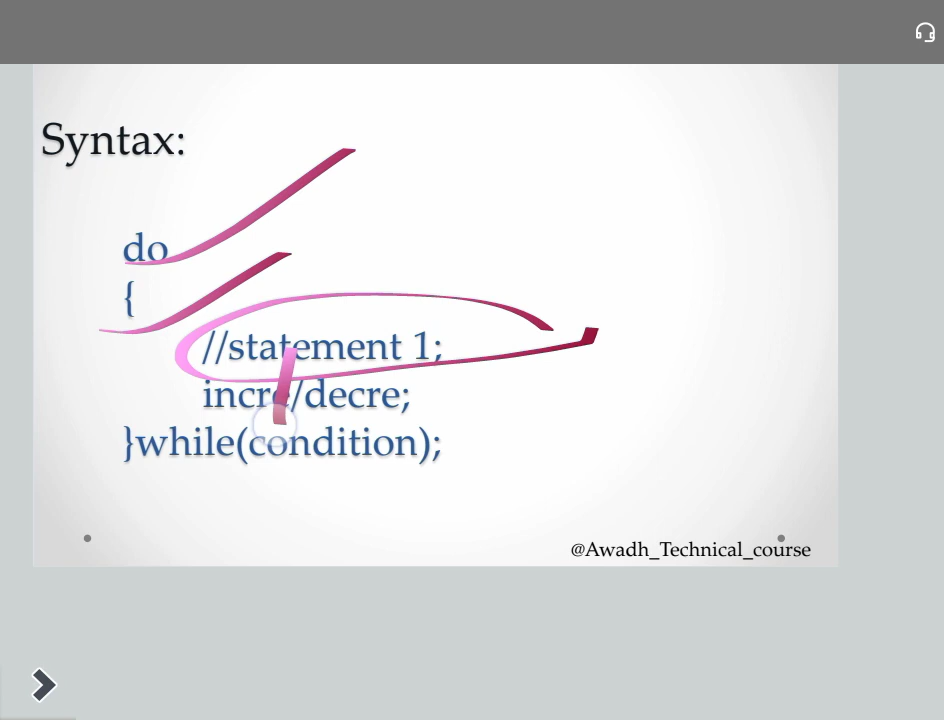 Syntax:
do
{
//statement 1;
incre/decre;
}while(condition);
@Awadh_Technical_course